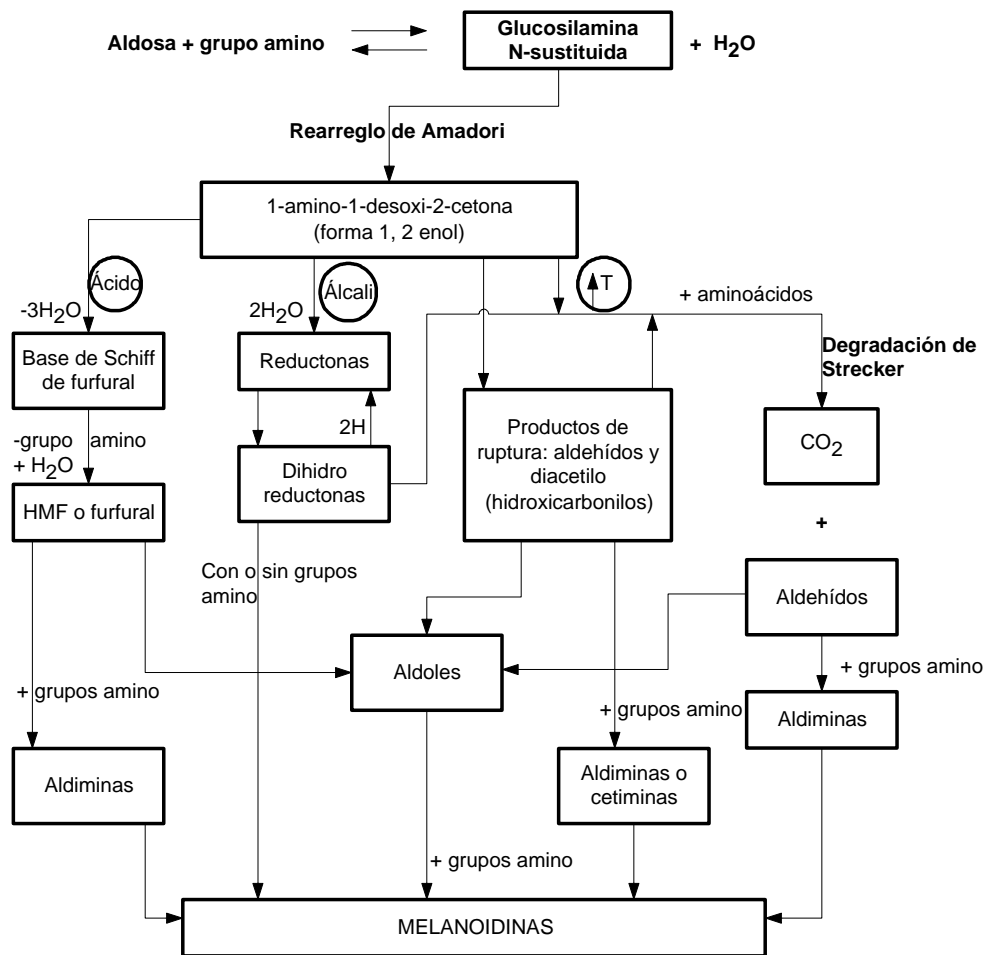 Aldosa + grupo amino
Glucosilamina
N-sustituida
+ H2O
Rearreglo de Amadori
1-amino-1-desoxi-2-cetona
(forma 1, 2 enol)
Ácido
-3H2O
Álcali
2H2O
T
+ aminoácidos
Base de Schiff
de furfural
Reductonas
Degradación de
Strecker
-grupo amino
+ H2O
2H
Productos de
ruptura: aldehídos y
diacetilo
(hidroxicarbonilos)
CO2
Dihidro
reductonas
HMF o furfural
+
Con o sin grupos
amino
Aldehídos
Aldoles
+ grupos amino
+ grupos amino
+ grupos amino
Aldiminas
Aldiminas
Aldiminas o
cetiminas
+ grupos amino
MELANOIDINAS